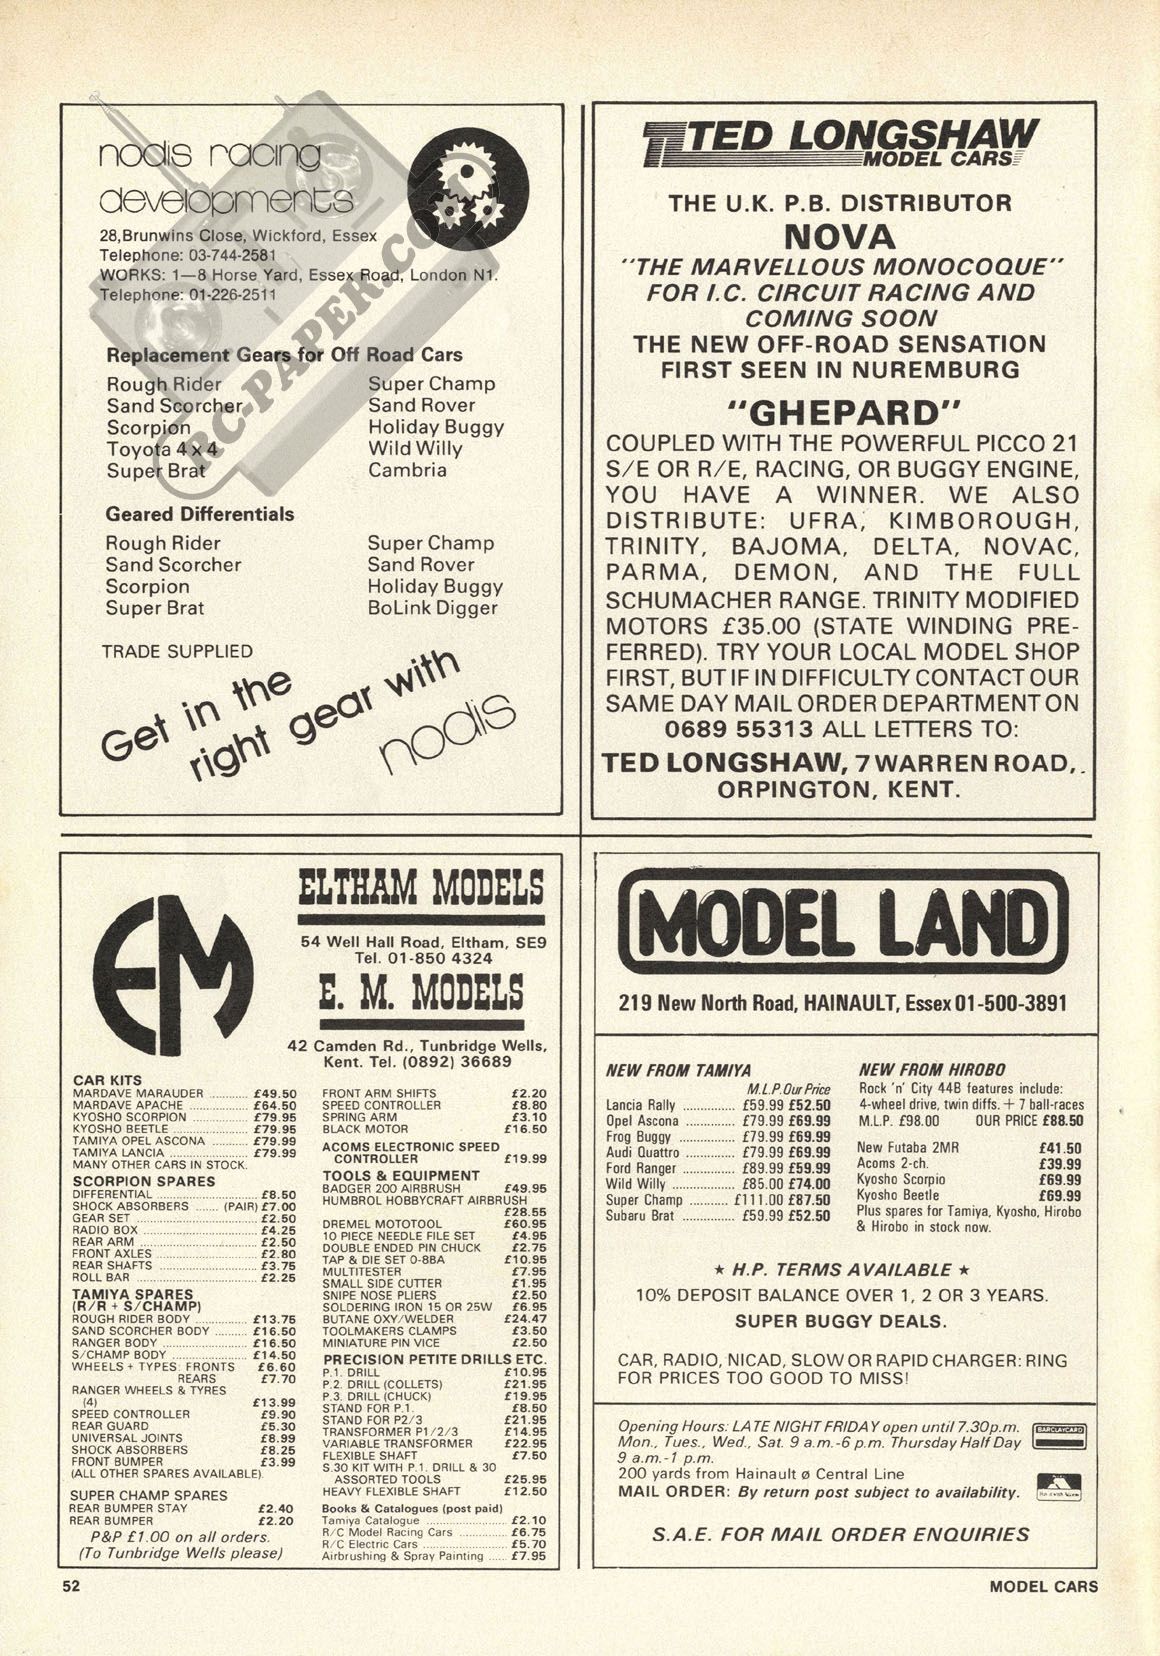 nodis racing
developments
28, Brunwins Close, Wickford, Essex
Telephone: 03-744-2581
WORKS: 1—8 Horse Yard, Essex Road, London N1.
Telephone: 01-226-2511
RC-PAPER.COM
Replacement Gears for Off Road Cars
Rough Rider Super Champ
Sand Scorcher Sand Rover
Scorpion Holiday Buggy
Toyota 4 x 4 Wild Willy
Super Brat Cambria
Geared Differentials
Rough Rider Super Champ
Sand Scorcher Sand Rover
Scorpion Holiday Buggy
Super Brat BoLink Digger
TRADE SUPPLIED
Get in the
right gear with
nodis
TED LONGSHAW
MODEL CARS
THE U.K. P.B. DISTRIBUTOR
NOVA
"THE MARVELLOUS MONOCOQUE"
FOR I.C. CIRCUIT RACING AND
COMING SOON
THE NEW OFF-ROAD SENSATION
FIRST SEEN IN NUREMBURG
"GHEPARD"
COUPLED WITH THE POWERFUL PICCO 21
S/E OR R/E, RACING, OR BUGGY ENGINE,
YOU HAVE A WINNER. WE ALSO
DISTRIBUTE: UFRA, KIMBOROUGH,
TRINITY, BAJOMA, DELTA, NOVAC,
PARMA, DEMON, AND THE FULL
SCHUMACHER RANGE. TRINITY MODIFIED
MOTORS £35.00 (STATE WINDING PRE-
FERRED). TRY YOUR LOCAL MODEL SHOP
FIRST, BUT IF IN DIFFICULTY CONTACT OUR
SAME DAY MAIL ORDER DEPARTMENT ON
0689 55313 ALL LETTERS TO:
TED LONGSHAW, 7 WARREN ROAD,
ORPINGTON, KENT.
EM
ELTHAM MODELS
54 Well Hall Road, Eltham, SE9
Tel. 01-850 4324
E. M. MODELS
42 Camden Rd., Tunbridge Wells,
Kent. Tel. (0892) 36689
CAR KITS
MARDAVE MARAUDER £49.50
MARDAVE APACHE £64.50
KYOSHO SCORPION £79.95
KYOSHO BEETLE £79.95
TAMIYA OPEL ASCONA £79.99
TAMIYA LANCIA £79.99
MANY OTHER CARS IN STOCK.
SCORPION SPARES
DIFFERENTIAL £8.50
SHOCK ABSORBERS (PAIR) £7.00
GEAR SET £2.50
RADIO BOX £4.25
REAR ARM £2.50
FRONT AXLES £2.80
REAR SHAFTS £3.75
ROLL BAR £2.25
TAMIYA SPARES
(R/R + S/CHAMP)
ROUGH RIDER BODY £13.75
SAND SCORCHER BODY £16.50
RANGER BODY £16.50
S/CHAMP BODY £14.50
WHEELS + TYPES: FRONTS £6.60
REARS £7.70
RANGER WHEELS & TYRES
(4) £13.99
SPEED CONTROLLER £9.90
REAR GUARD £5.30
UNIVERSAL JOINTS £8.99
SHOCK ABSORBERS £8.25
FRONT BUMPER £3.99
(ALL OTHER SPARES AVAILABLE).
SUPER CHAMP SPARES
REAR BUMPER STAY £2.40
REAR BUMPER £2.20
P&P £1.00 on all orders.
(To Tunbridge Wells please)
FRONT ARM SHIFTS £2.20
SPEED CONTROLLER £8.80
SPRING ARM £3.10
BLACK MOTOR £16.50
ACOMS ELECTRONIC SPEED
CONTROLLER £19.99
TOOLS & EQUIPMENT
BADGER 200 AIRBRUSH £49.95
HUMBROL HOBBYCRAFT AIRBRUSH
£28.55
DREMEL MOTOTOOL £60.95
10 PIECE NEEDLE FILE SET £4.95
DOUBLE ENDED PIN CHUCK £2.75
TAP & DIE SET 0-8BA £10.95
MULTITESTER £7.95
SMALL SIDE CUTTER £1.95
SNIPE NOSE PLIERS £2.50
SOLDERING IRON 15 OR 25W £6.95
BUTANE OXY/WELDER £24.47
TOOLMAKERS CLAMPS £3.50
MINIATURE PIN VICE £2.50
PRECISION PETITE DRILLS ETC.
P.1. DRILL £10.95
P.2. DRILL (COLLETS) £21.95
P.3. DRILL (CHUCK) £19.95
STAND FOR P.1. £8.50
STAND FOR P2/3 £21.95
TRANSFORMER P1/2/3 £14.95
VARIABLE TRANSFORMER £22.95
FLEXIBLE SHAFT £7.50
S.30 KIT WITH P.1. DRILL & 30
ASSORTED TOOLS £25.95
HEAVY FLEXIBLE SHAFT £12.50
Books & Catalogues (post paid)
Tamiya Catalogue £2.10
R/C Model Racing Cars £6.75
R/C Electric Cars £5.70
Airbrushing & Spray Painting £7.95
MODEL LAND
219 New North Road, HAINAULT, Essex 01-500-3891
NEW FROM TAMIYA
M.L.P. Our Price
Lancia Rally £59.99 £52.50
Opel Ascona £79.99 £69.99
Frog Buggy £79.99 £69.99
Audi Quattro £79.99 £69.99
Ford Ranger £89.99 £59.99
Wild Willy £85.00 £74.00
Super Champ £111.00 £87.50
Subaru Brat £59.99 £52.50
NEW FROM HIROBO
Rock 'n' City 44B features include:
4-wheel drive, twin diffs. + 7 ball-races
M.L.P. £98.00 OUR PRICE £88.50
New Futaba 2MR £41.50
Acoms 2-ch. £39.99
Kyosho Scorpio £69.99
Kyosho Beetle £69.99
Plus spares for Tamiya, Kyosho, Hirobo
& Hirobo in stock now.
★ H.P. TERMS AVAILABLE ★
10% DEPOSIT BALANCE OVER 1, 2 OR 3 YEARS.
SUPER BUGGY DEALS.
CAR, RADIO, NICAD, SLOW OR RAPID CHARGER: RING
FOR PRICES TOO GOOD TO MISS!
Opening Hours: LATE NIGHT FRIDAY open until 7.30p.m.
Mon., Tues., Wed., Sat. 9 a.m.-6 p.m. Thursday Half Day
9 a.m.-1 p.m.
200 yards from Hainault ø Central Line
MAIL ORDER: By return post subject to availability.
BARCLAYCARD
S.A.E. FOR MAIL ORDER ENQUIRIES
52 MODEL CARS